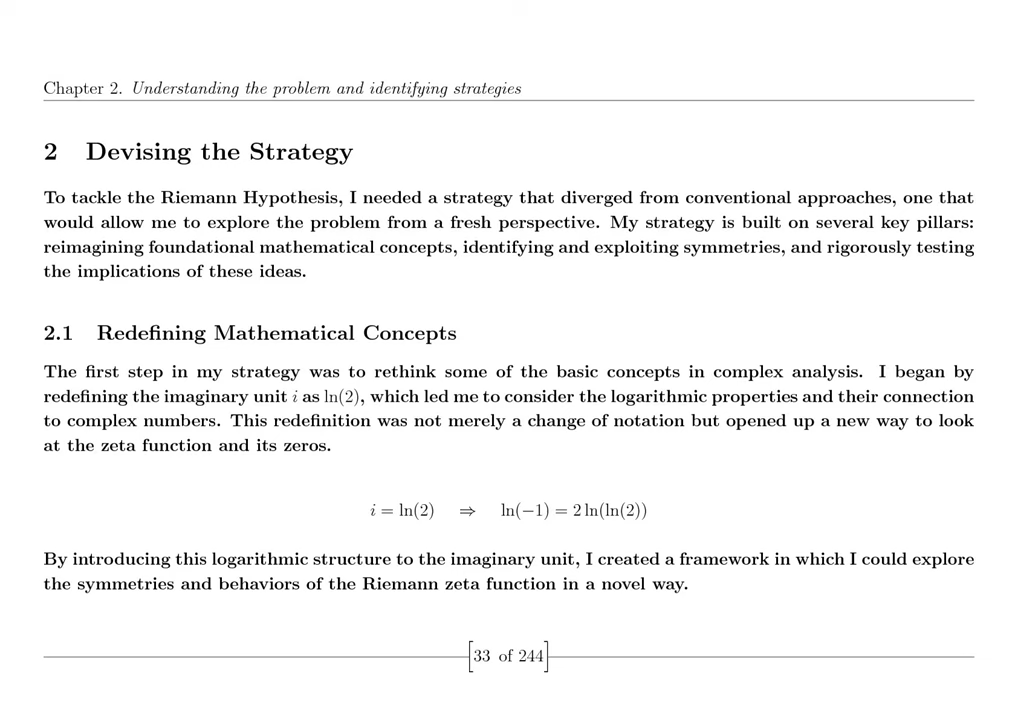 Chapter 2. Understanding the problem and identifying strategies
2 Devising the Strategy
To tackle the Riemann Hypothesis, I needed a strategy that diverged from conventional approaches, one that
would allow me to explore the problem from a fresh perspective. My strategy is built on several key pillars:
reimagining foundational mathematical concepts, identifying and exploiting symmetries, and rigorously testing
the implications of these ideas.
2.1 Redefining Mathematical Concepts
The first step in my strategy was to rethink some of the basic concepts in complex analysis. I began by
redefining the imaginary unit i as ln(2), which led me to consider the logarithmic properties and their connection
to complex numbers. This redefinition was not merely a change of notation but opened up a new way to look
at the zeta function and its zeros.
i = ln(2) ⇒ ln(−1) = 2 ln(ln(2))
By introducing this logarithmic structure to the imaginary unit, I created a framework in which I could explore
the symmetries and behaviors of the Riemann zeta function in a novel way.
[33 of 244]